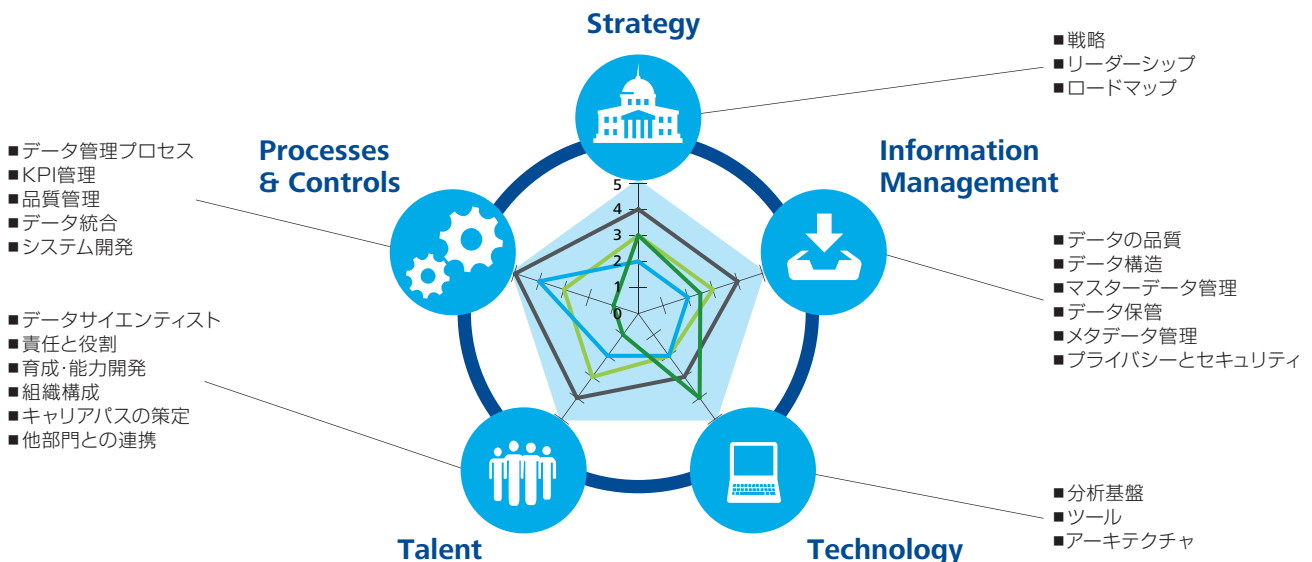 Strategy
■戦略
■リーダーシップ
■ロードマップ
Processes
& Controls
■データ管理プロセス
■KPI管理
■品質管理
■データ統合
■システム開発
Information
Management
■データの品質
■データ構造
■マスターデータ管理
■データ保管
■メタデータ管理
■プライバシーとセキュリティ
5
4
3
2
1
0
■データサイエンティスト
■責任と役割
■育成・能力開発
■組織構成
■キャリアパスの策定
■他部門との連携
Talent
Technology
■分析基盤
■ツール
■アーキテクチャ